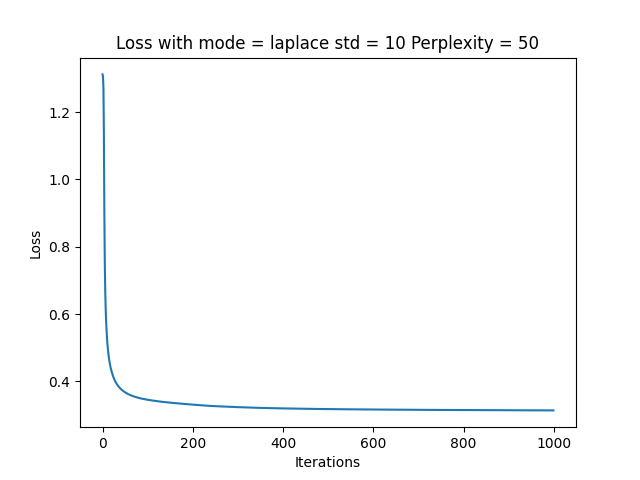 Loss with mode = laplace std = 10 Perplexity = 50
Loss
1.2
1.0
0.8
0.6
0.4
0 200 400 600 800 1000
Iterations